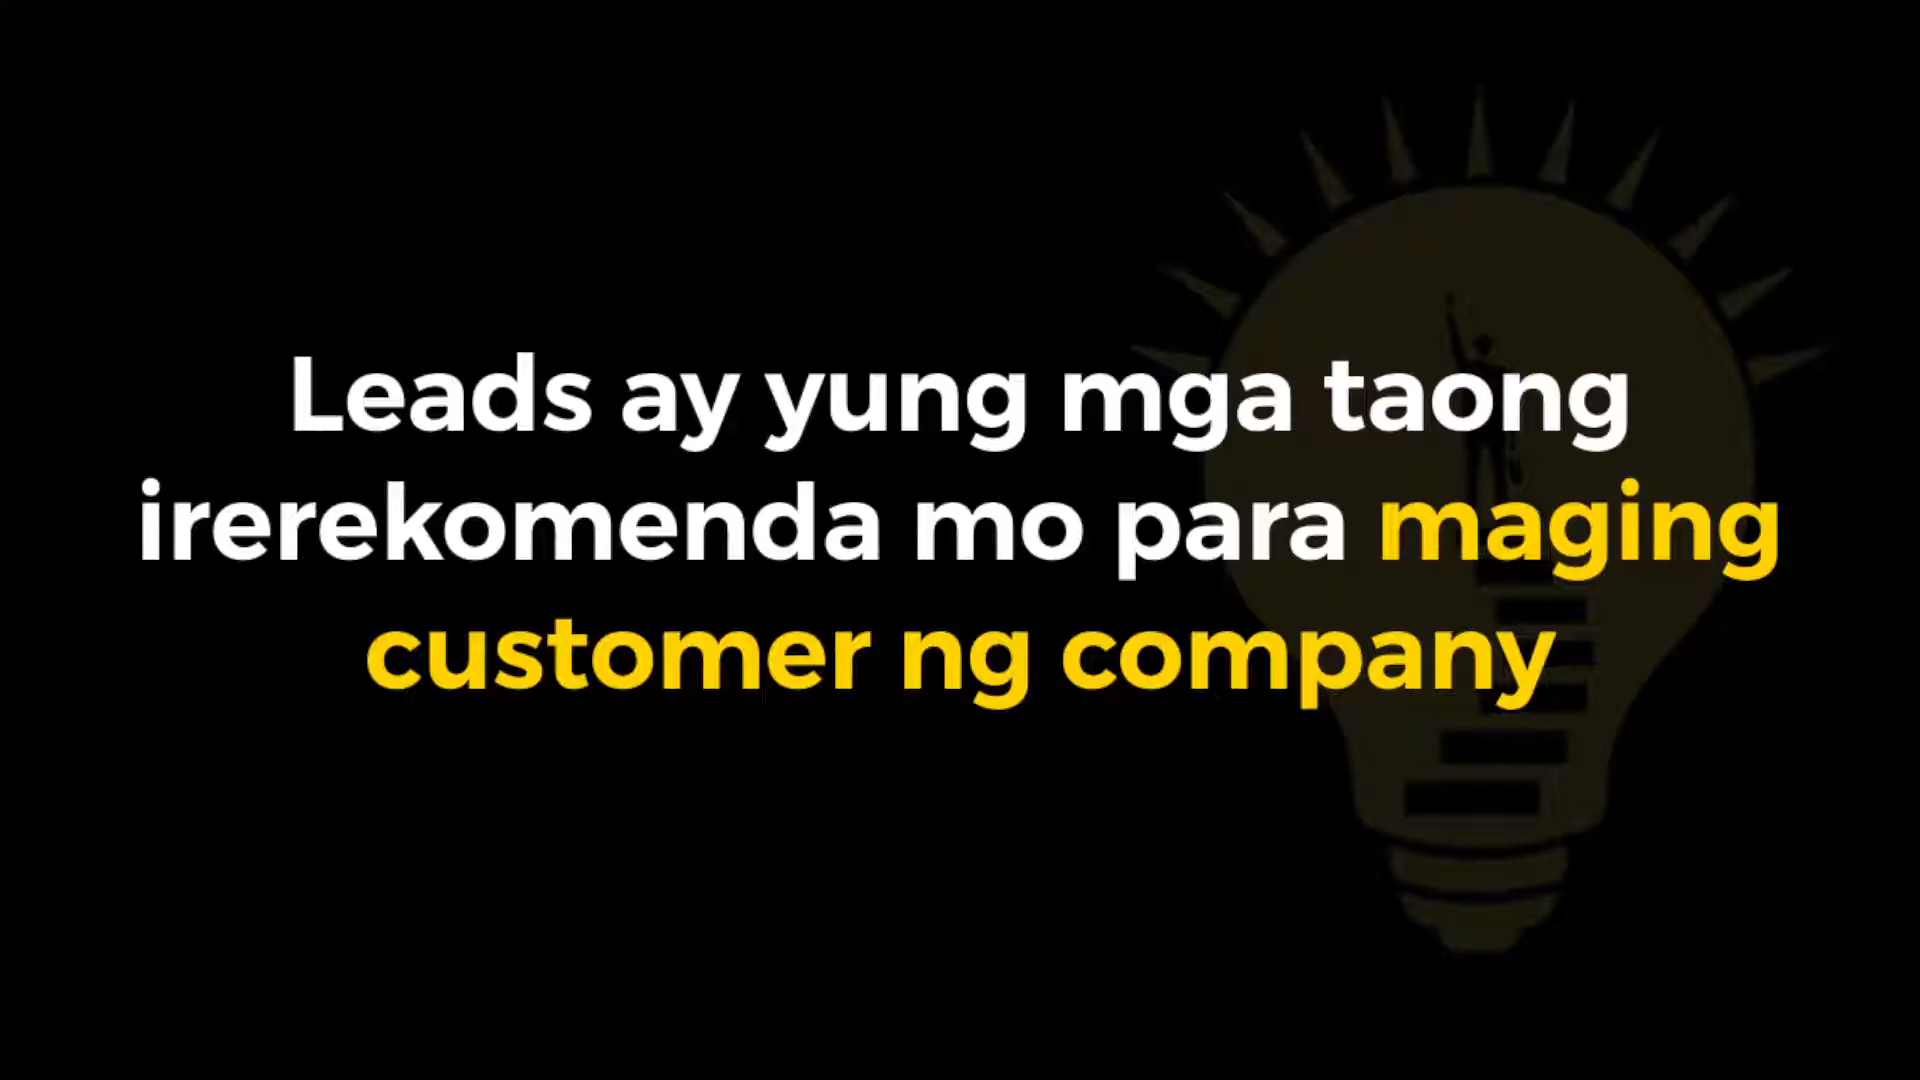 Leads ay yung mga taong
irerekomenda mo para maging
customer ng company